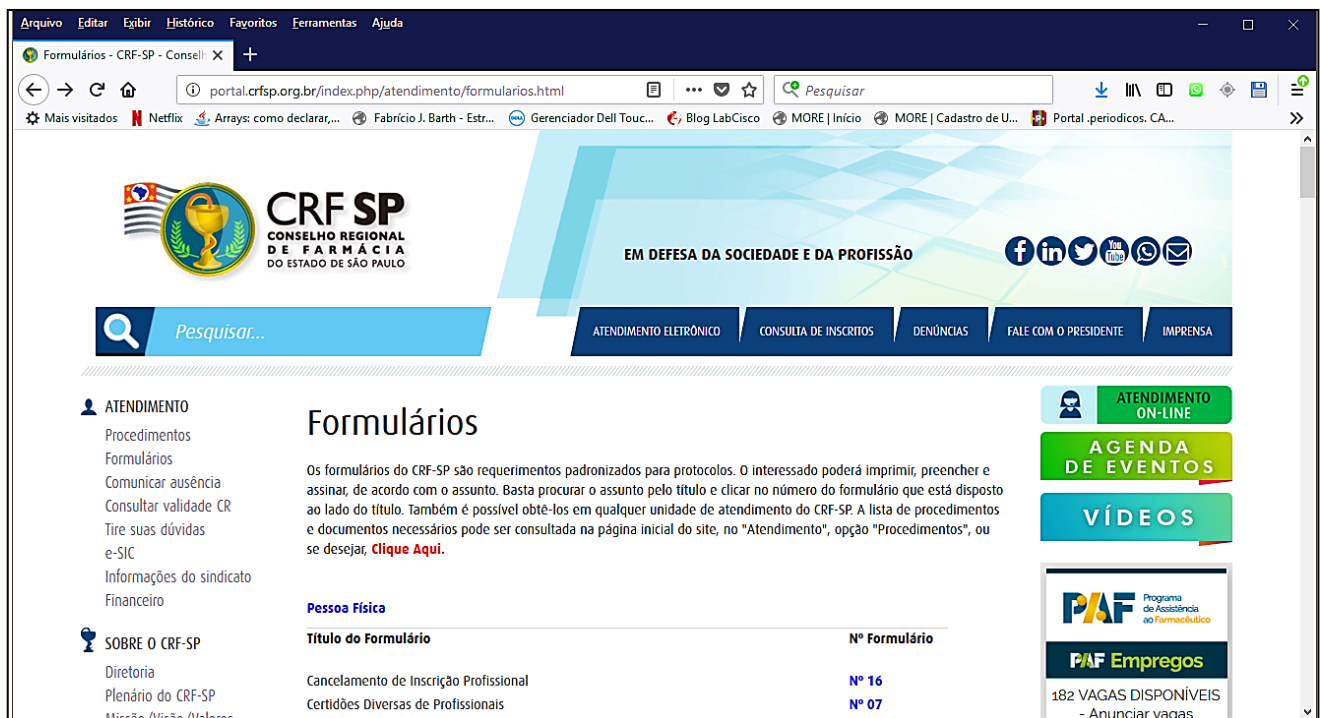 Arquivo Editar Exibir Histórico Favoritos Ferramentas Ajuda
Formulários - CRF-SP - Conselh
portal.crfsp.org.br/index.php/atendimento/formularios.html
Pesquisar
Mais visitados Netflix Arrays: como declarar,... Fabrício J. Barth - Estr... Gerenciador Dell Touc... Blog LabCisco MORE | Início MORE | Cadastro de U... Portal .periodicos. CA...
CRF SP
CONSELHO REGIONAL
DE FARMÁCIA
DO ESTADO DE SÃO PAULO
EM DEFESA DA SOCIEDADE E DA PROFISSÃO
f in You Tube
Pesquisar...
ATENDIMENTO ELETRÔNICO CONSULTA DE INSCRITOS DENÚNCIAS FALE COM O PRESIDENTE IMPRENSA
ATENDIMENTO
Procedimentos
Formulários
Comunicar ausência
Consultar validade CR
Tire suas dúvidas
e-SIC
Informações do sindicato
Financeiro
SOBRE O CRF-SP
Diretoria
Plenário do CRF-SP
Missão/Visão/Valores
Formulários
Os formulários do CRF-SP são requerimentos padronizados para protocolos. O interessado poderá imprimir, preencher e
assinar, de acordo com o assunto. Basta procurar o assunto pelo título e clicar no número do formulário que está disposto
ao lado do título. Também é possível obtê-los em qualquer unidade de atendimento do CRF-SP. A lista de procedimentos
e documentos necessários pode ser consultada na página inicial do site, no "Atendimento", opção "Procedimentos", ou
se desejar, Clique Aqui.
Pessoa Física
Título do Formulário Nº Formulário
Cancelamento de Inscrição Profissional Nº 16
Certidões Diversas de Profissionais Nº 07
ATENDIMENTO
ON-LINE
AGENDA
DE EVENTOS
VÍDEOS
PAF Programa
de Assistência
ao Farmacêutico
PAF Empregos
182 VAGAS DISPONÍVEIS
- Anunciar vagas